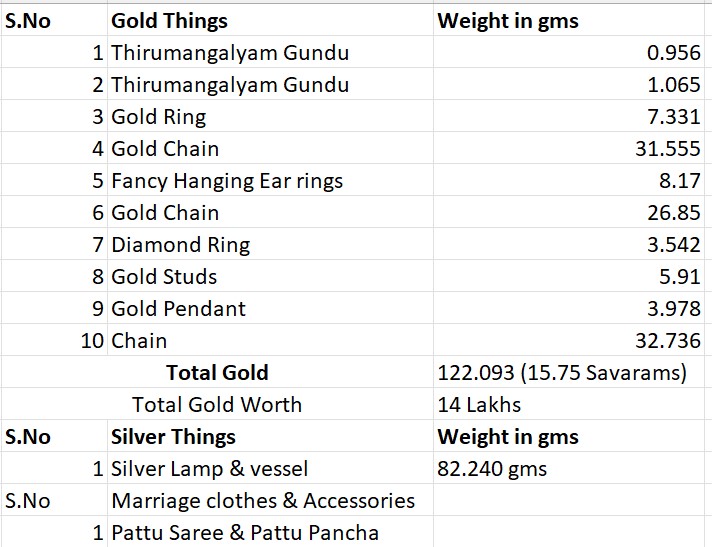 S.No Gold Things Weight in gms
1 Thirumangalyam Gundu 0.956
2 Thirumangalyam Gundu 1.065
3 Gold Ring 7.331
4 Gold Chain 31.555
5 Fancy Hanging Ear rings 8.17
6 Gold Chain 26.85
7 Diamond Ring 3.542
8 Gold Studs 5.91
9 Gold Pendant 3.978
10 Chain 32.736
Total Gold 122.093 (15.75 Savarams)
Total Gold Worth 14 Lakhs
S.No Silver Things Weight in gms
1 Silver Lamp & vessel 82.240 gms
S.No Marriage clothes & Accessories
1 Pattu Saree & Pattu Pancha